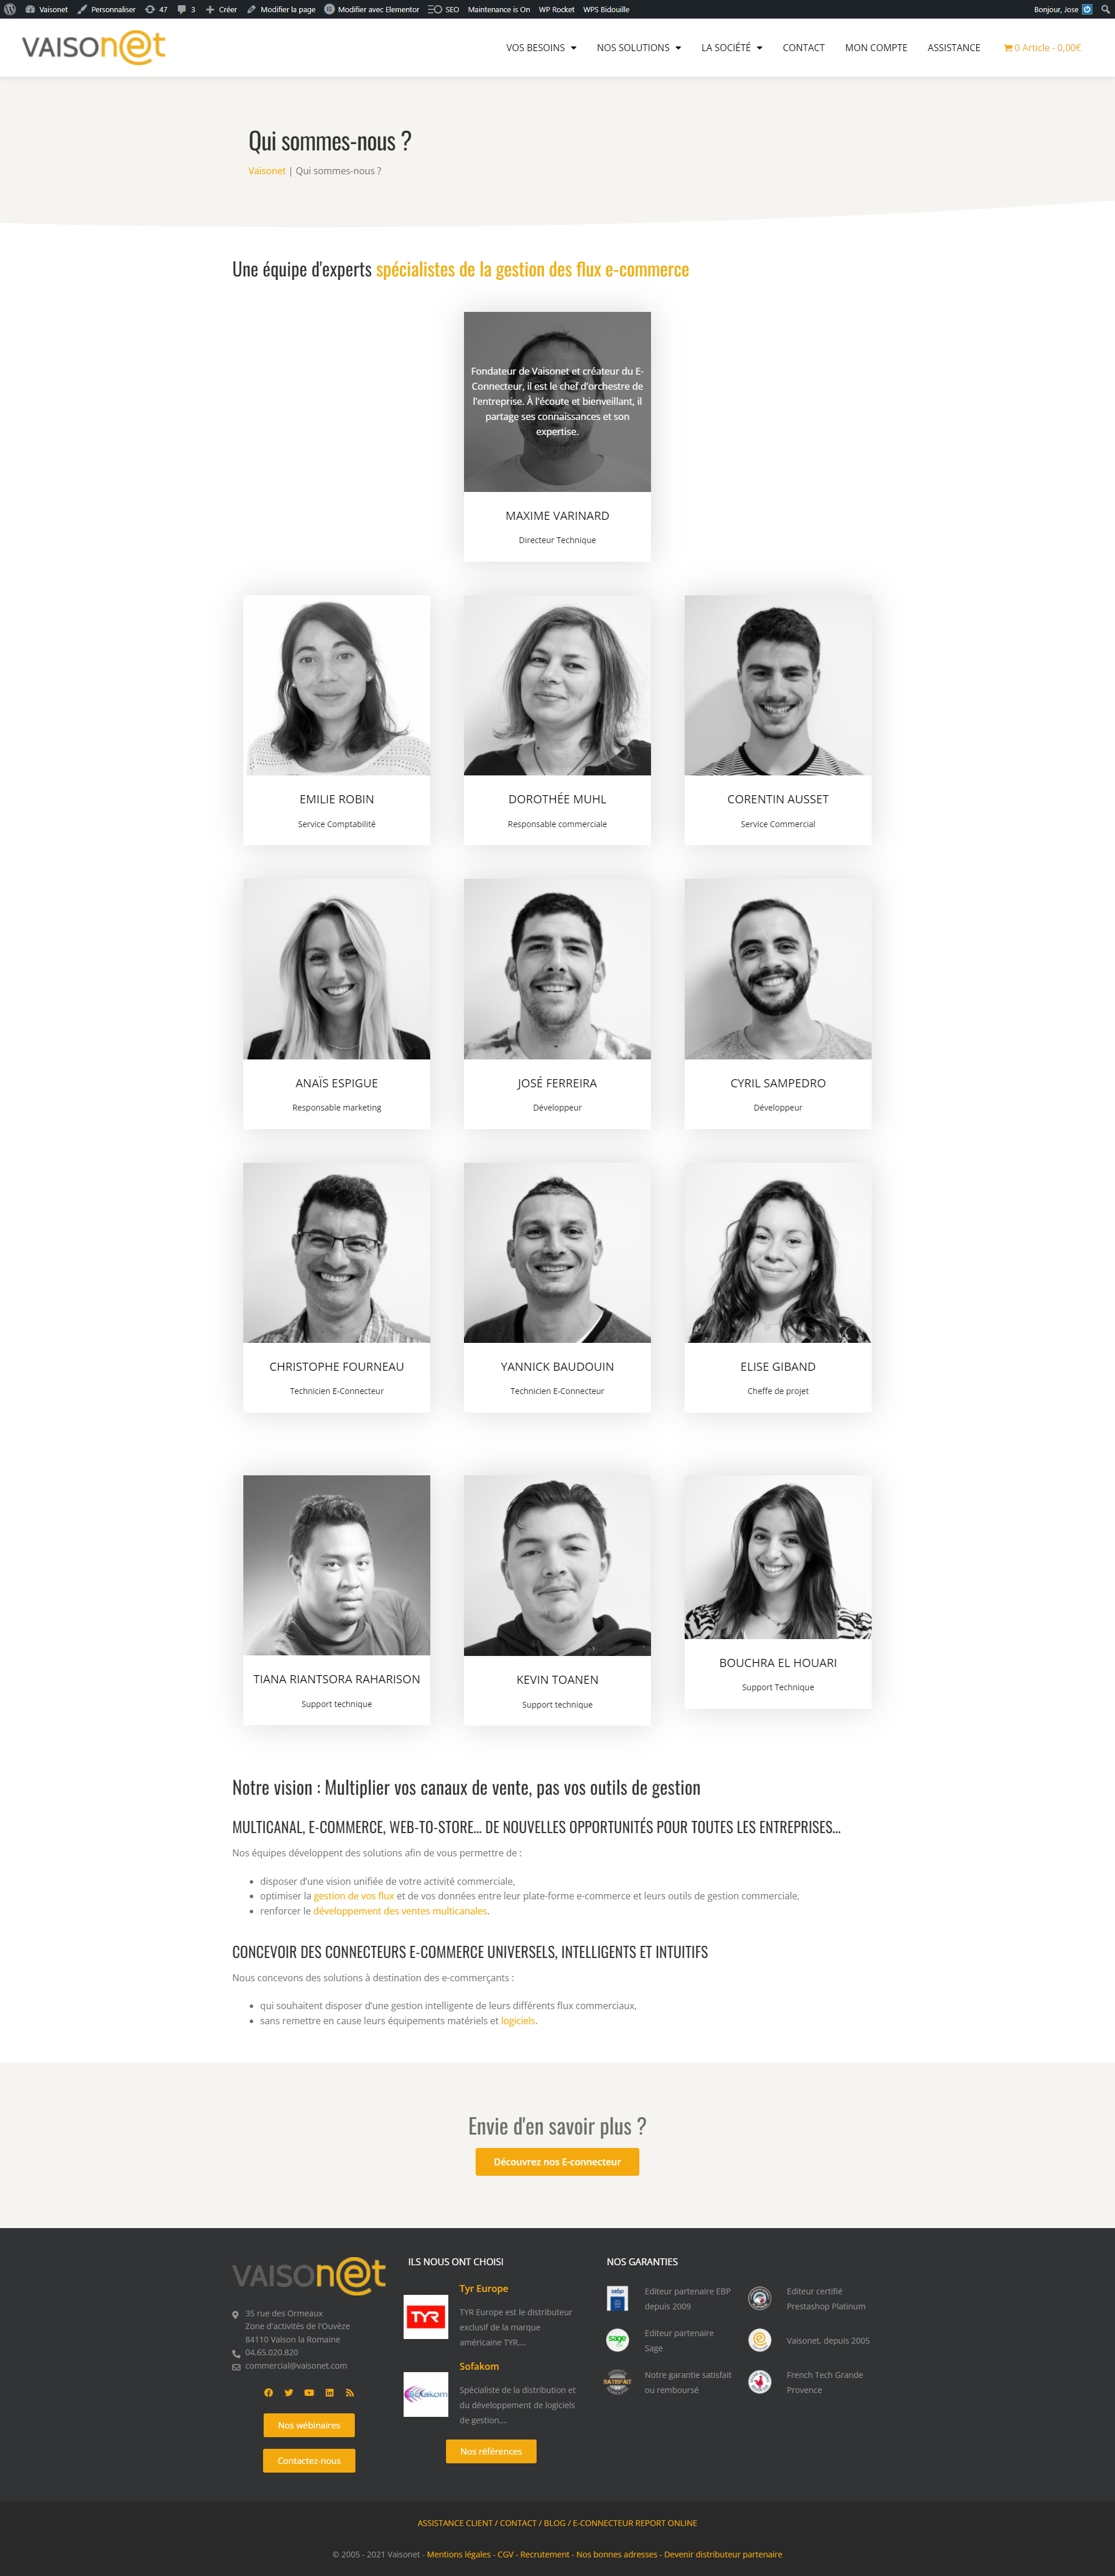 Vaisonet Personnaliser 47 3 Créer Modifier la page Modifier avec Elementor SEO Maintenance is On WP Rocket WPS Bidouille Bonjour, Jose
VAISOnet
VOS BESOINS NOS SOLUTIONS LA SOCIÉTÉ CONTACT MON COMPTE ASSISTANCE 0 Article - 0,00€
Qui sommes-nous ?
Vaisonet | Qui sommes-nous ?
Une équipe d'experts spécialistes de la gestion des flux e-commerce
Fondateur de Vaisonet et créateur du E-
Connecteur, il est le chef d'orchestre de
l'entreprise. À l'écoute et bienveillant, il
partage ses connaissances et son
expertise.
MAXIME VARINARD
Directeur Technique
EMILIE ROBIN
Service Comptabilité
DOROTHÉE MUHL
Responsable commerciale
CORENTIN AUSSET
Service Commercial
ANAÏS ESPIGUE
Responsable marketing
JOSÉ FERREIRA
Développeur
CYRIL SAMPEDRO
Développeur
CHRISTOPHE FOURNEAU
Technicien E-Connecteur
YANNICK BAUDOUIN
Technicien E-Connecteur
ELISE GIBAND
Cheffe de projet
TIANA RIANTSORA RAHARISON
Support technique
KEVIN TOANEN
Support technique
BOUCHRA EL HOUARI
Support Technique
Notre vision : Multiplier vos canaux de vente, pas vos outils de gestion
MULTICANAL, E-COMMERCE, WEB-TO-STORE... DE NOUVELLES OPPORTUNITÉS POUR TOUTES LES ENTREPRISES...
Nos équipes développent des solutions afin de vous permettre de :
• disposer d'une vision unifiée de votre activité commerciale,
• optimiser la gestion de vos flux et de vos données entre leur plate-forme e-commerce et leurs outils de gestion commerciale,
• renforcer le développement des ventes multicanales.
CONCEVOIR DES CONNECTEURS E-COMMERCE UNIVERSELS, INTELLIGENTS ET INTUITIFS
Nous concevons des solutions à destination des e-commerçants :
• qui souhaitent disposer d'une gestion intelligente de leurs différents flux commerciaux,
• sans remettre en cause leurs équipements matériels et logiciels.
Envie d'en savoir plus ?
Découvrez nos E-connecteur
VAISOnet
35 rue des Ormeaux
Zone d'activités de l'Ouvèze
84110 Vaison la Romaine
04.65.020.820
commercial@vaisonet.com
Nos wébinaires
Contactez-nous
ILS NOUS ONT CHOISI
Tyr Europe
TYR
TYR Europe est le distributeur
exclusif de la marque
américaine TYR,...
Sofakom
Sofakom
Spécialiste de la distribution et
du développement de logiciels
de gestion,...
Nos références
NOS GARANTIES
ebp
Editeur partenaire EBP
depuis 2009
Editeur certifié
Prestashop Platinum
sage
Editeur partenaire
Sage
Vaisonet, depuis 2005
SATISFAIT
Notre garantie satisfait
ou remboursé
French Tech Grande
Provence
ASSISTANCE CLIENT / CONTACT / BLOG / E-CONNECTEUR REPORT ONLINE
© 2005 - 2021 Vaisonet - Mentions légales - CGV - Recrutement - Nos bonnes adresses - Devenir distributeur partenaire